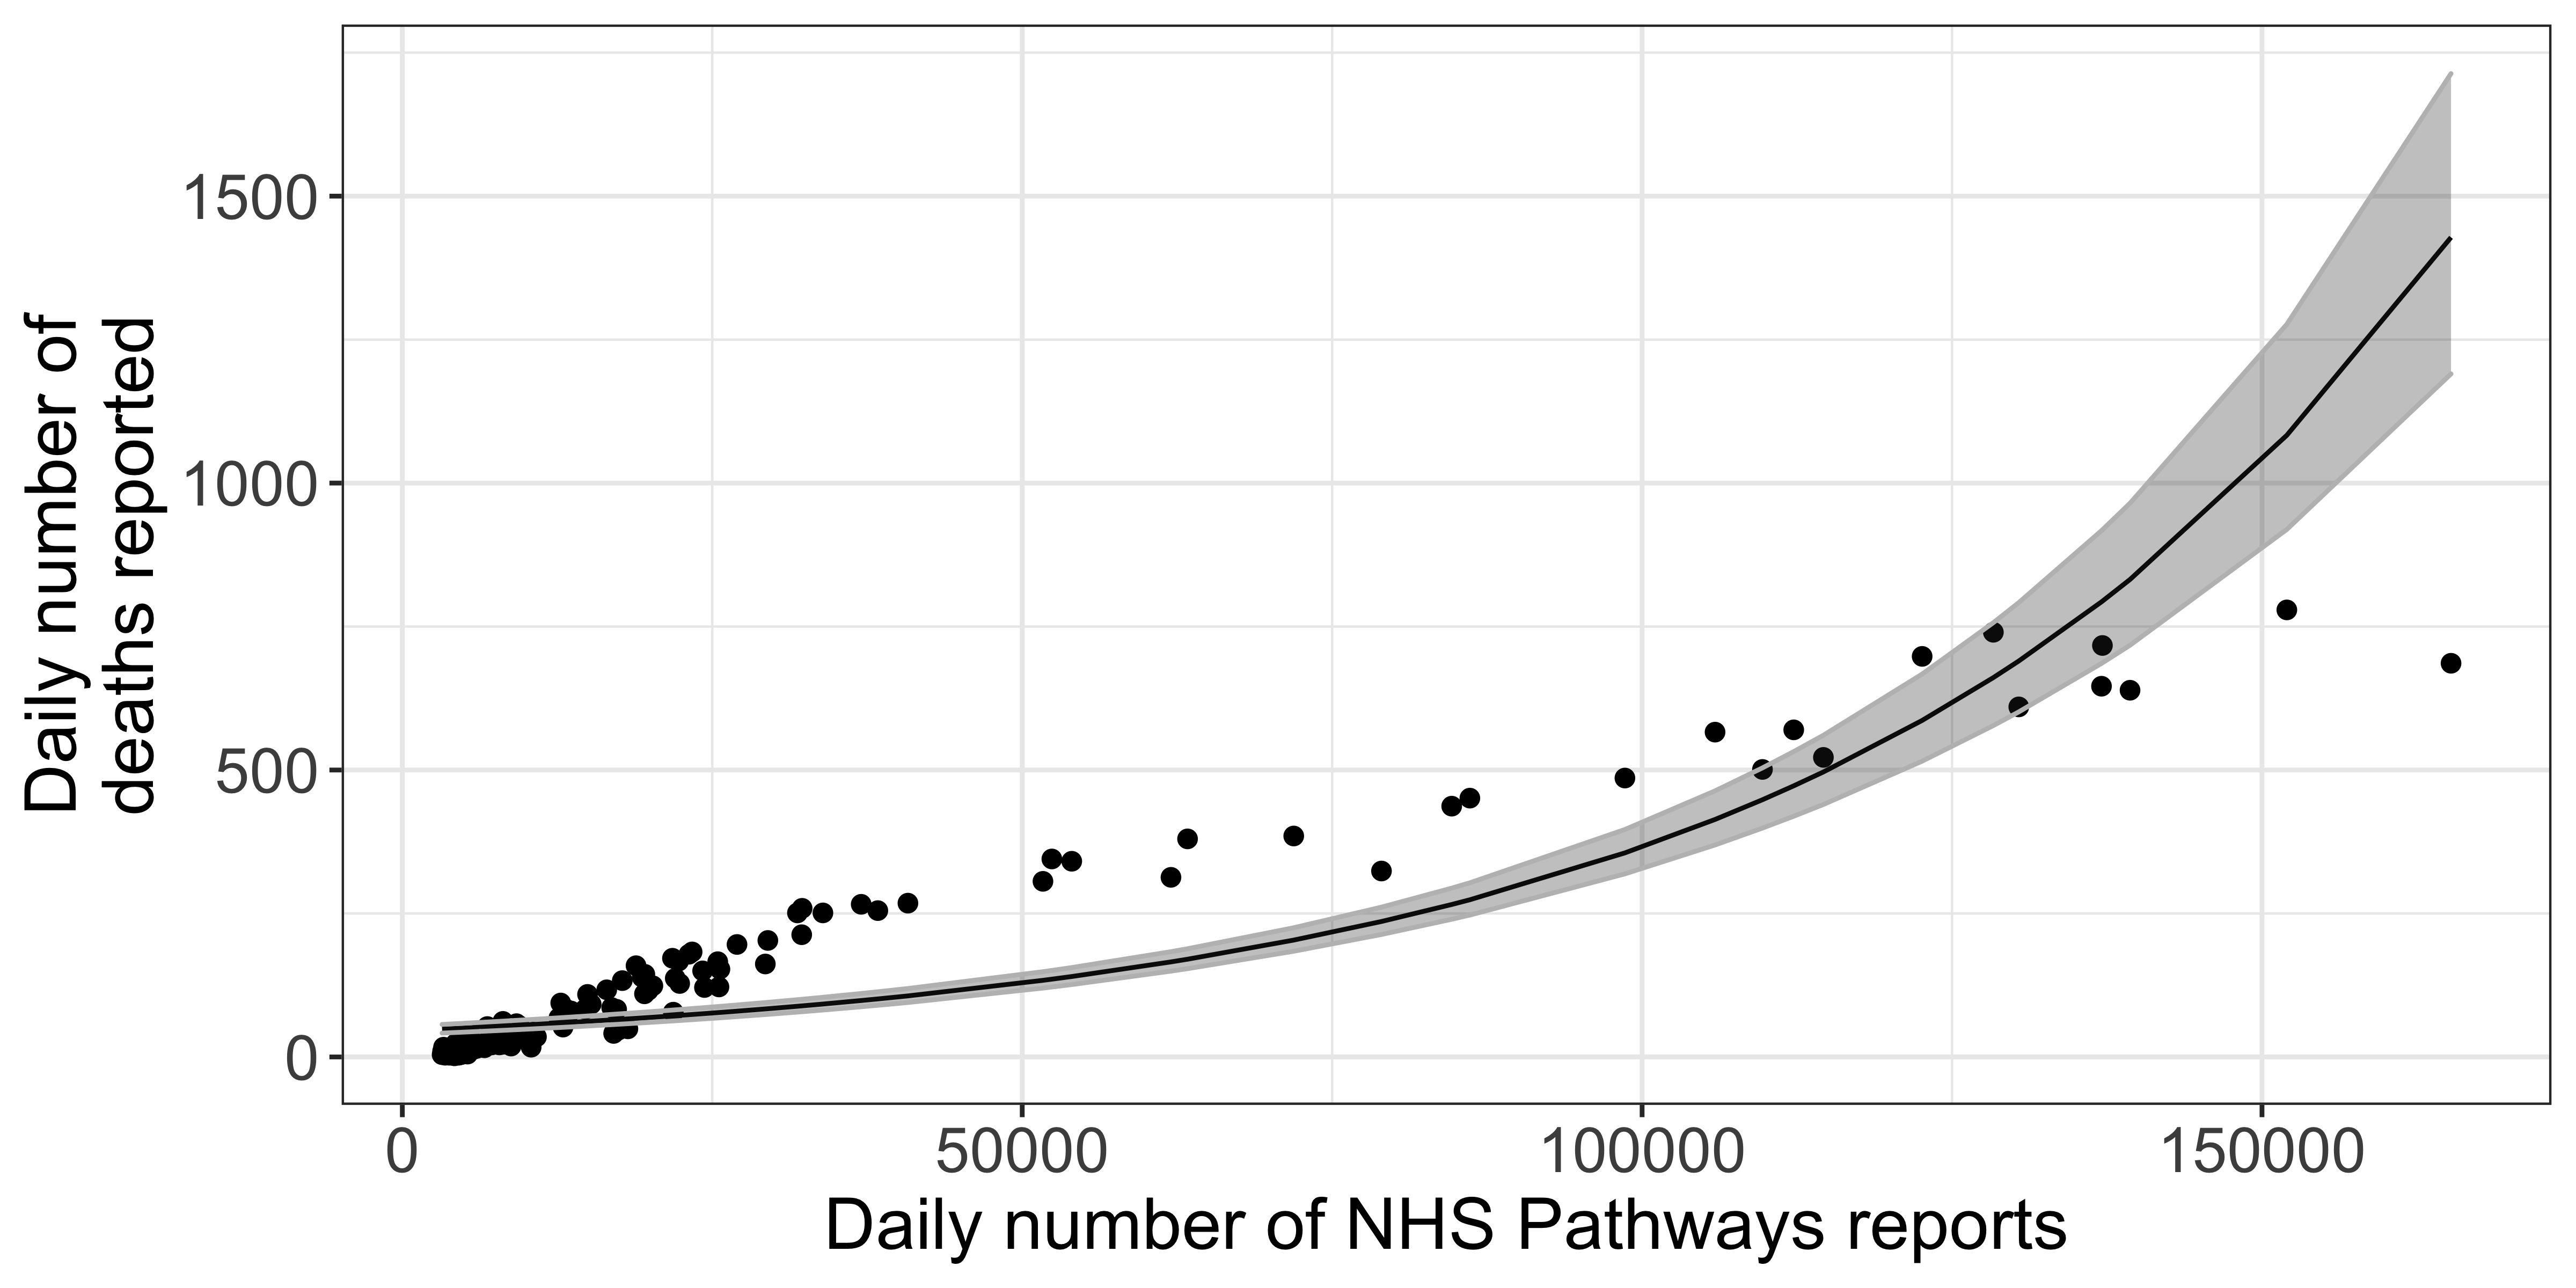 Daily number of
deaths reported
1500
1000
500
0
0 50000 100000 150000
Daily number of NHS Pathways reports